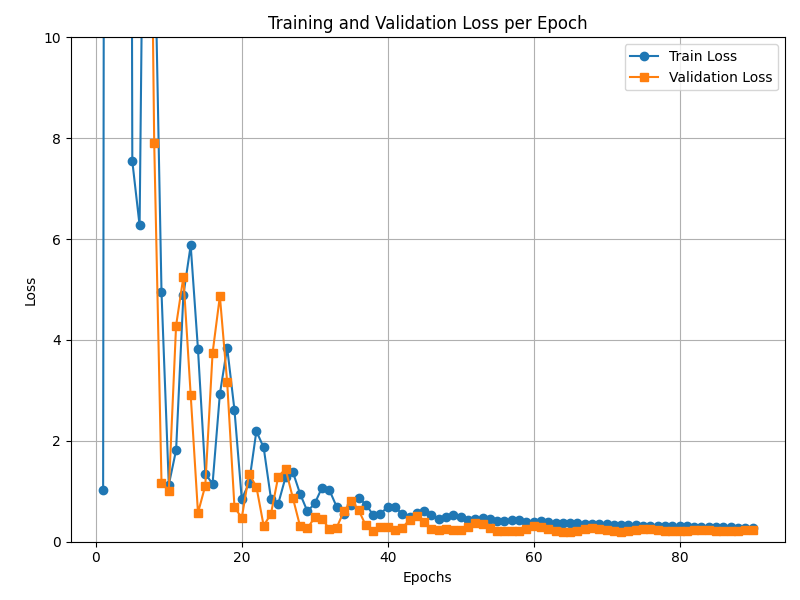 Training and Validation Loss per Epoch
Train Loss
Validation Loss
Loss
10
8
6
4
2
0
0 20 40 60 80
Epochs